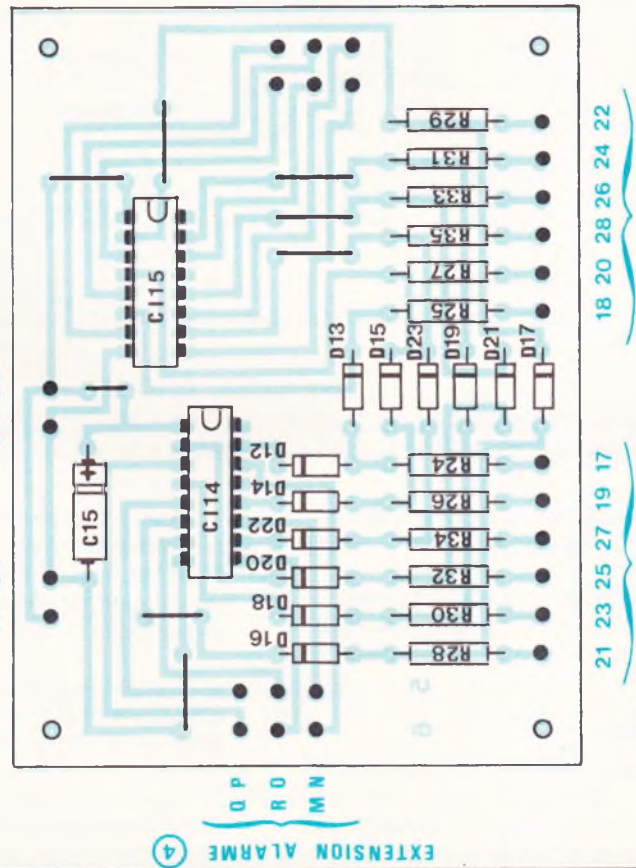 CI15
CI14
C15
+
D13
D15
D23
D19
D21
D17
D12
D14
D22
D20
D18
D16
R29
R31
R33
R35
R27
R25
R24
R26
R34
R32
R30
R28
22
24
26
28
20
18
17
19
27
25
23
21
Q P
R O
M N
EXTENSION ALARME 4